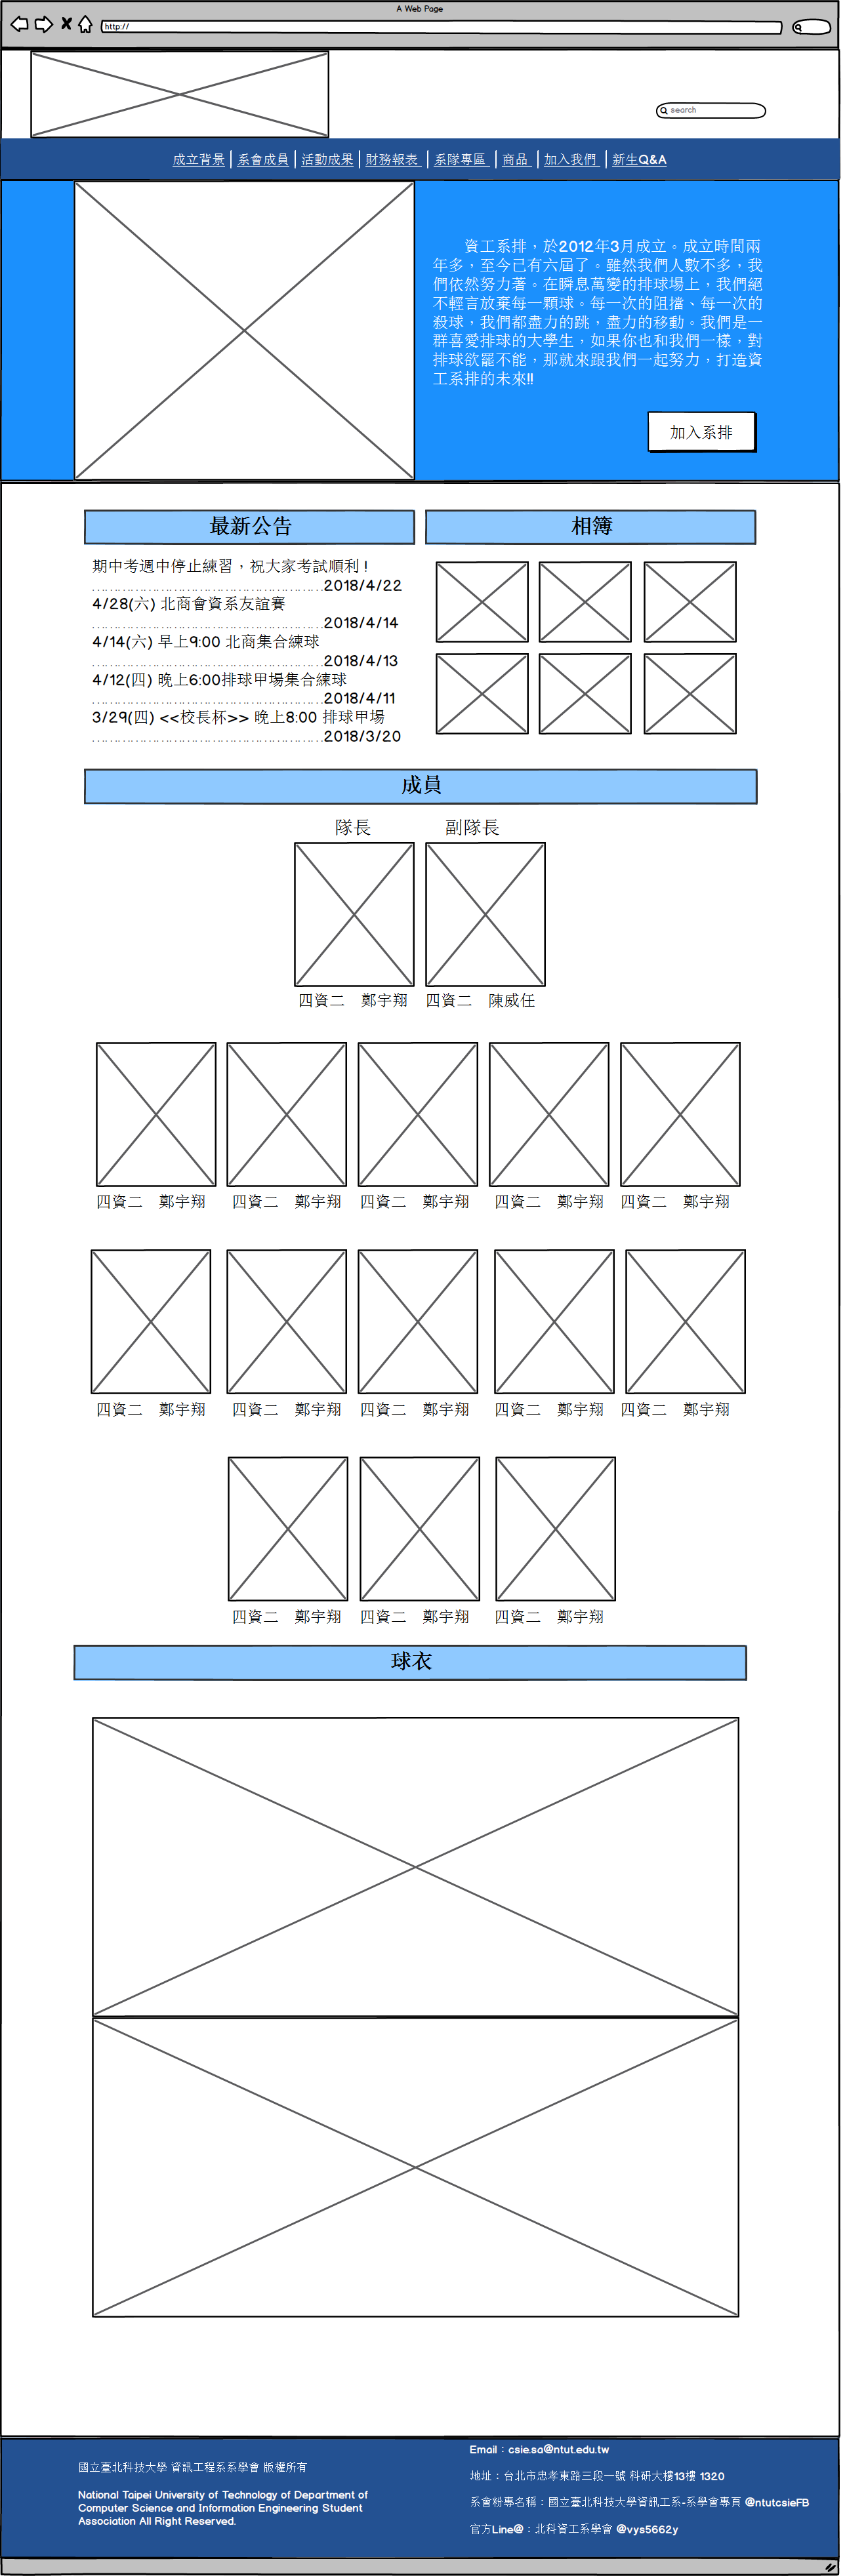 A Web Page
http://
search
成立背景 系會成員 活動成果 財務報表 系隊專區 商品 加入我們 新生Q&A
資工系排，於2012年3月成立。成立時間兩
年多，至今已有六屆了。雖然我們人數不多，我
們依然努力著。在瞬息萬變的排球場上，我們絕
不輕言放棄每一顆球。每一次的阻擋、每一次的
殺球，我們都盡力的跳，盡力的移動。我們是一
群喜愛排球的大學生，如果你也和我們一樣，對
排球欲罷不能，那就來跟我們一起努力，打造資
工系排的未來!!
加入系排
最新公告
期中考週中停止練習，祝大家考試順利！
……………………………………………2018/4/22
4/28(六) 北商會資系友誼賽
……………………………………………2018/4/14
4/14(六) 早上9:00 北商集合練球
……………………………………………2018/4/13
4/12(四) 晚上6:00排球甲場集合練球
……………………………………………2018/4/11
3/29(四) <<校長杯>> 晚上8:00 排球甲場
……………………………………………2018/3/20
相簿
成員
隊長 副隊長
四資二 鄭宇翔 四資二 陳威任
四資二 鄭宇翔 四資二 鄭宇翔 四資二 鄭宇翔 四資二 鄭宇翔 四資二 鄭宇翔
四資二 鄭宇翔 四資二 鄭宇翔 四資二 鄭宇翔 四資二 鄭宇翔 四資二 鄭宇翔
四資二 鄭宇翔 四資二 鄭宇翔 四資二 鄭宇翔
球衣
國立臺北科技大學 資訊工程系系學會 版權所有
National Taipei University of Technology of Department of
Computer Science and Information Engineering Student
Association All Right Reserved.
Email：csie.sa@ntut.edu.tw
地址：台北市忠孝東路三段一號 科研大樓13樓 1320
系會粉專名稱：國立臺北科技大學資訊工系-系學會專頁 @ntutcsieFB
官方Line@：北科資工系學會 @vys5662y